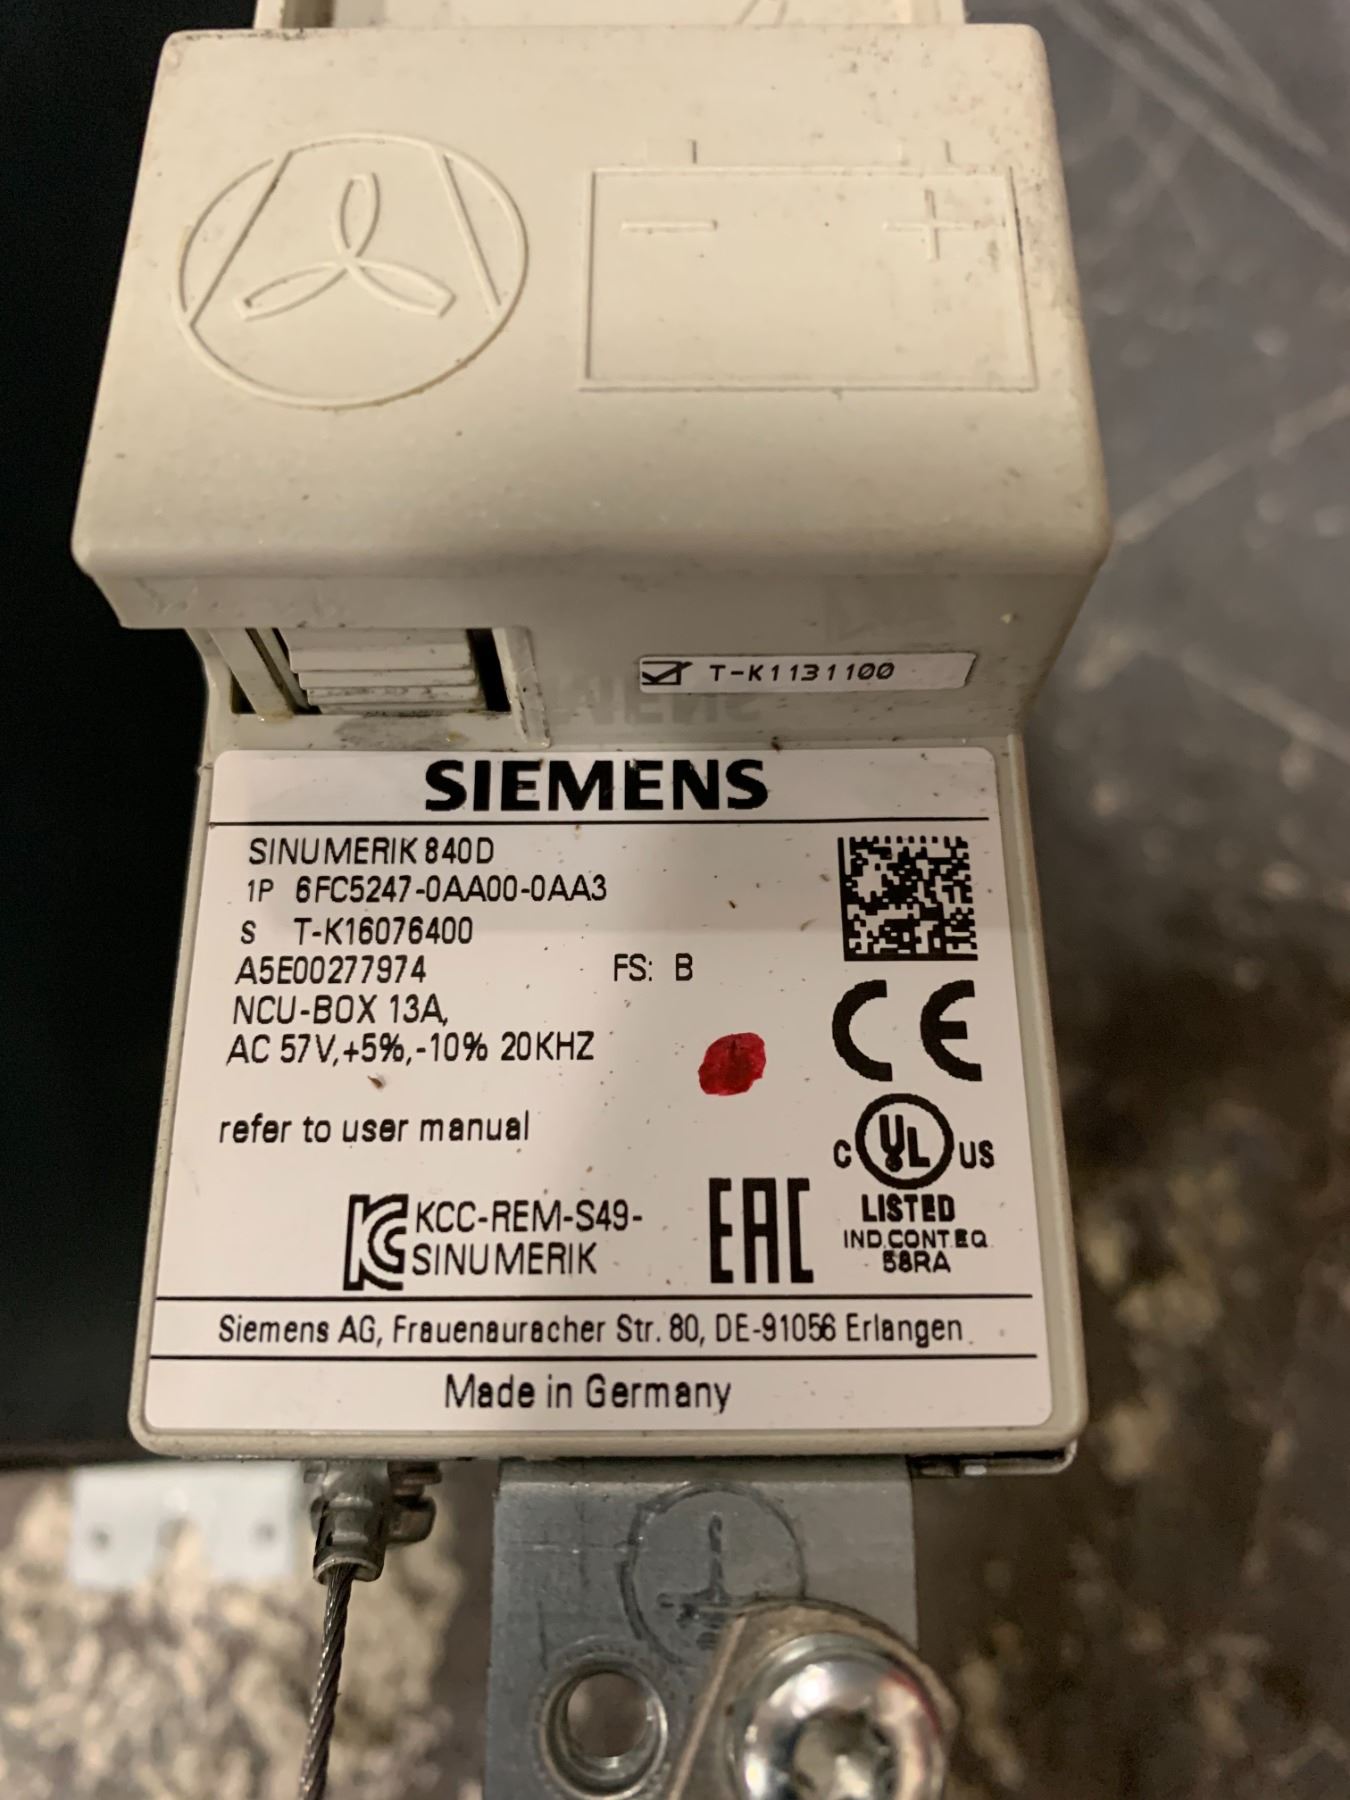 T-K1131100
SIEMENS
SINUMERIK 840D
1P 6FC5247-0AA00-0AA3
S T-K16076400
A5E00277974 FS: B
NCU-BOX 13A,
AC 57V,+5%,-10% 20KHZ
CE
refer to user manual
C UL US
LISTED
IND.CONT.EQ.
58RA
KCC-REM-S49-
SINUMERIK
EAC
Siemens AG, Frauenauracher Str. 80, DE-91056 Erlangen
Made in Germany